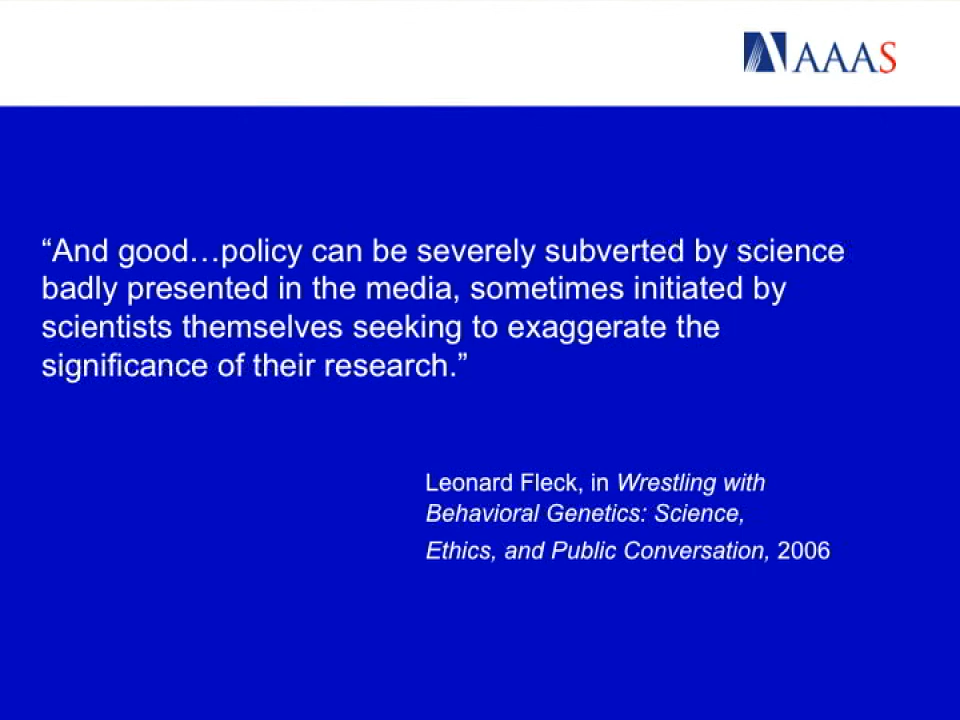 AAAS
“And good…policy can be severely subverted by science
badly presented in the media, sometimes initiated by
scientists themselves seeking to exaggerate the
significance of their research.”
Leonard Fleck, in Wrestling with
Behavioral Genetics: Science,
Ethics, and Public Conversation, 2006